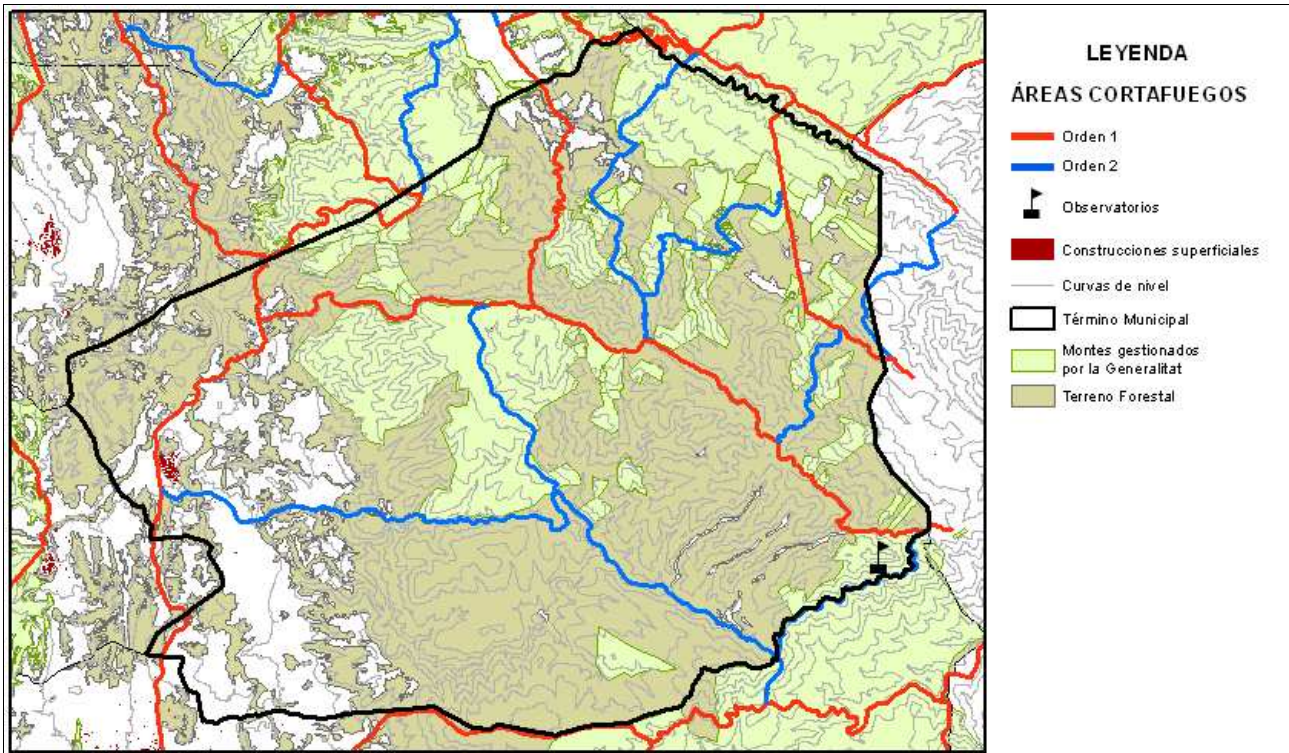 LEYENDA
ÁREAS CORTAFUEGOS
Orden 1
Orden 2
Observatorios
Construcciones superficiales
Curvas de nivel
Término Municipal
Montes gestionados
por la Generalitat
Terreno Forestal